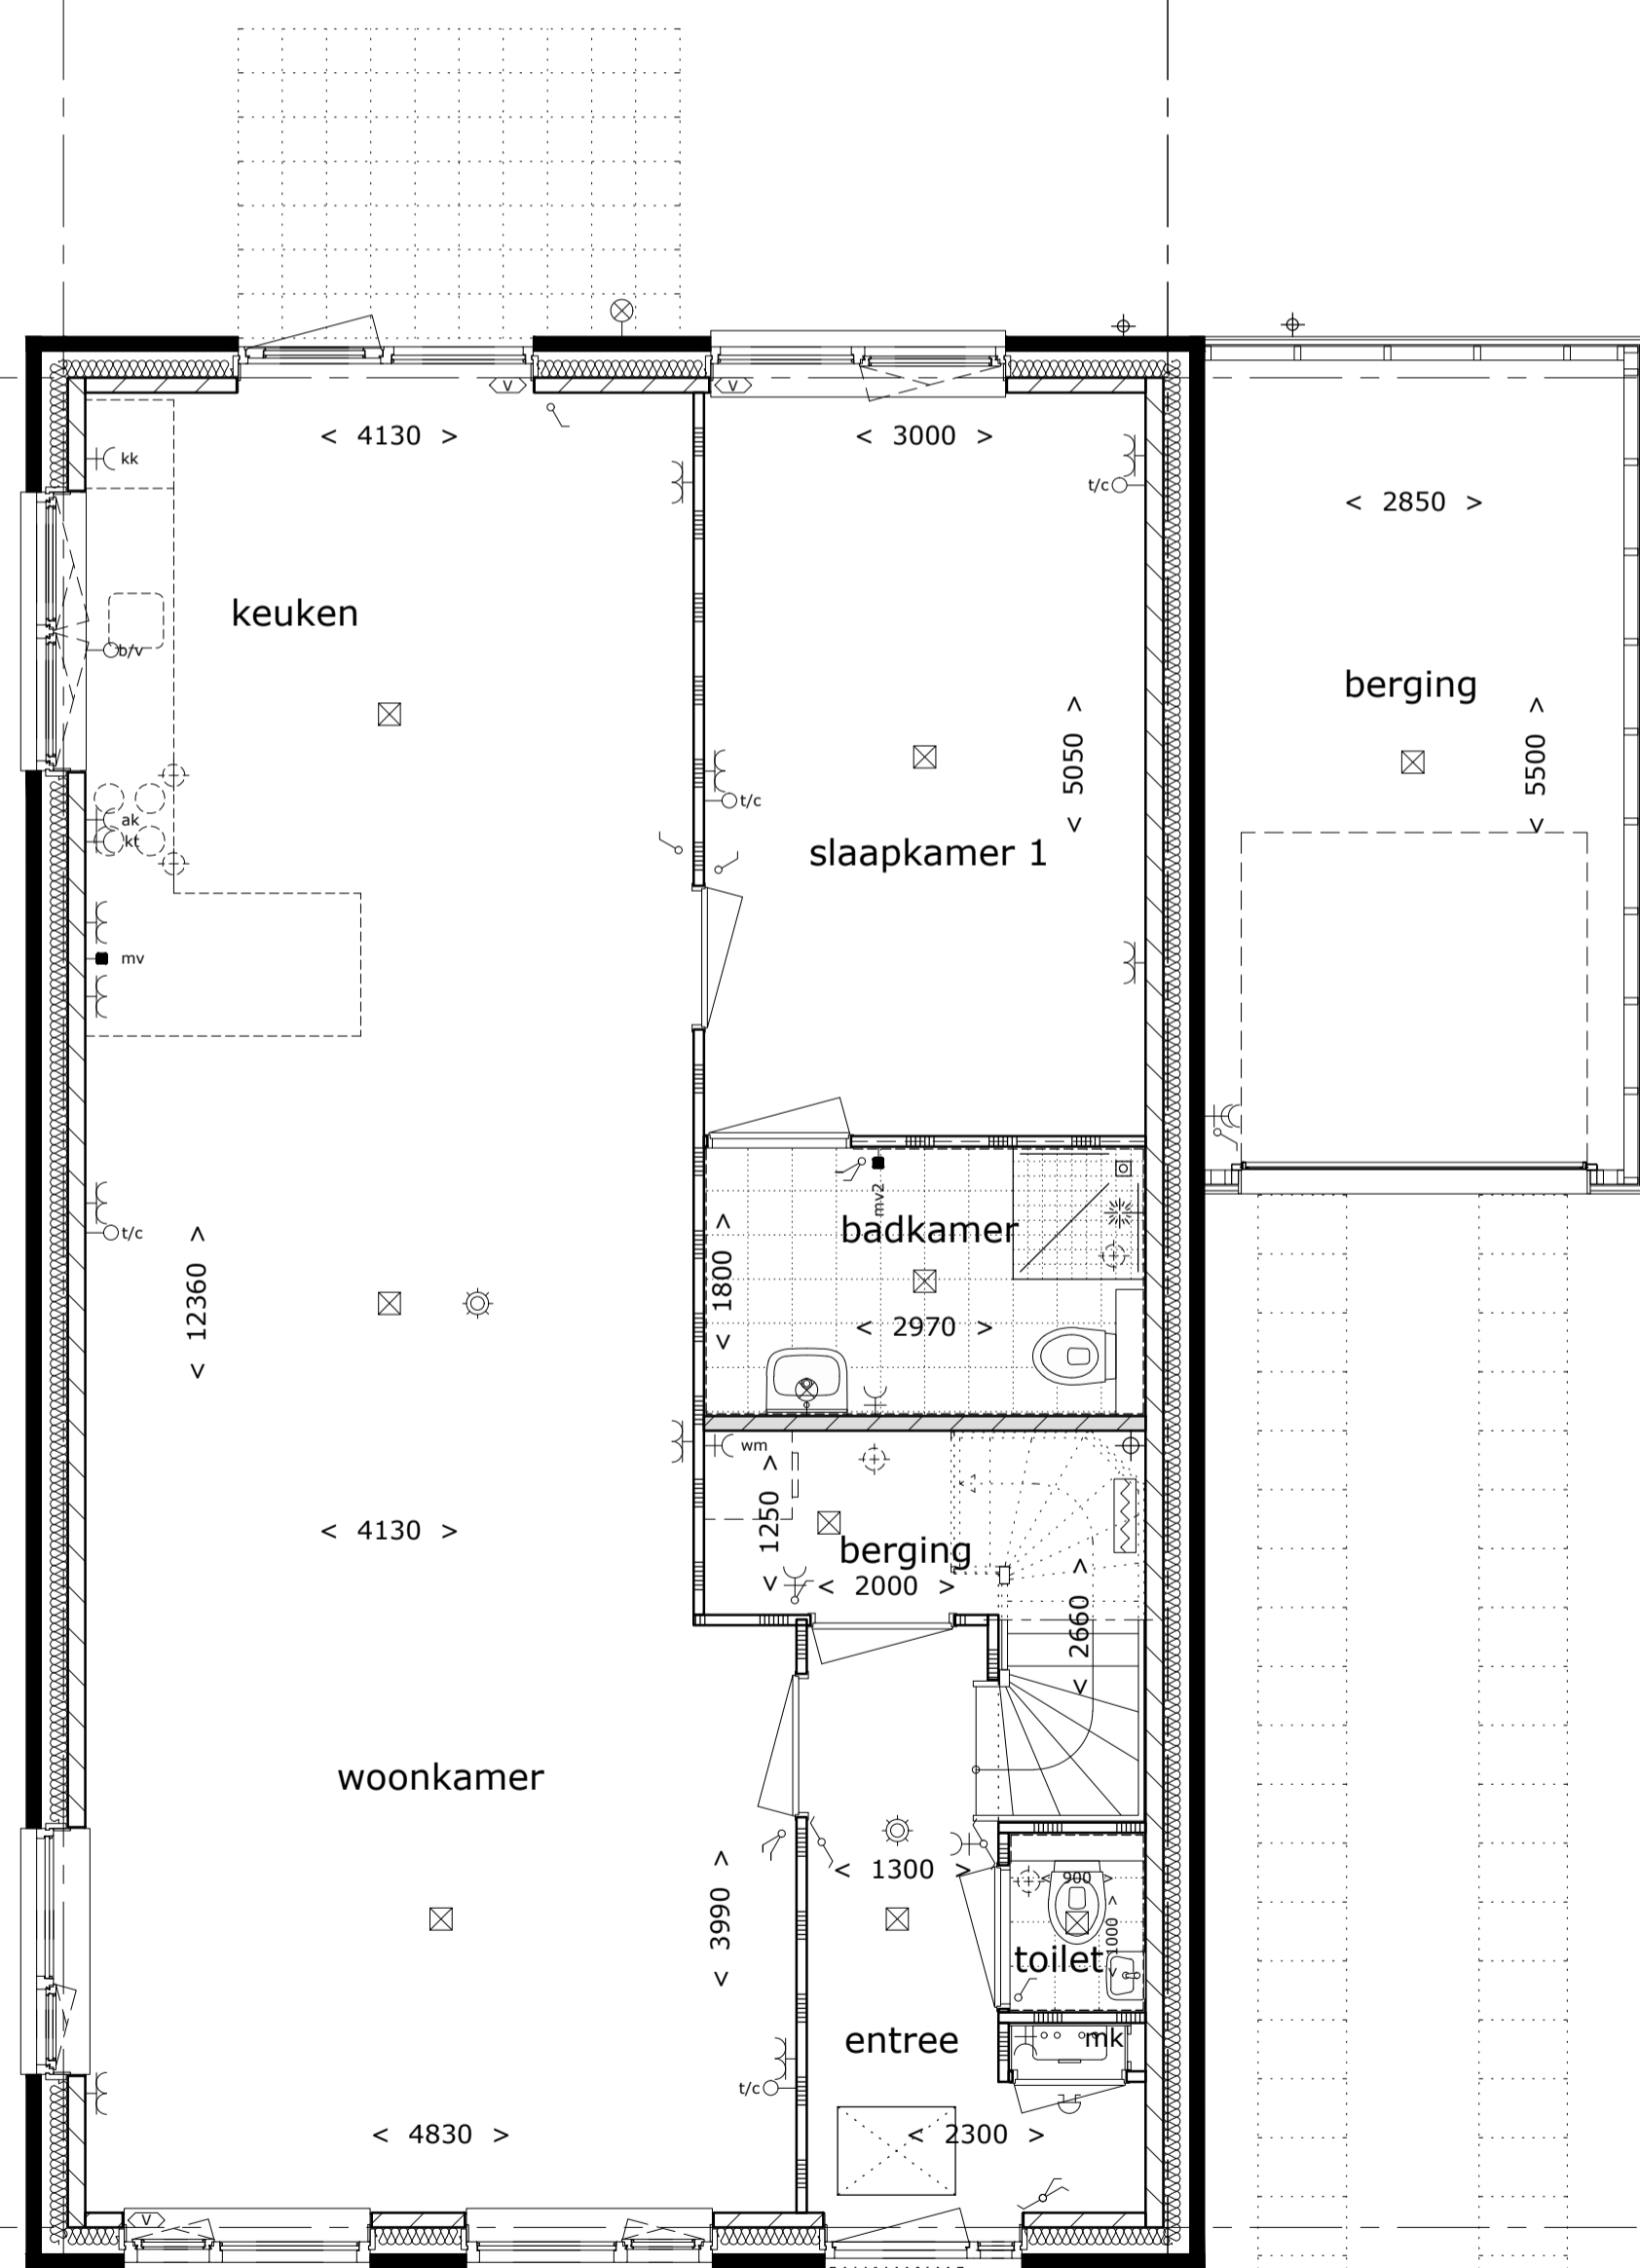 V
V
< 4130 >
< 3000 >
kk
t/c
< 2850 >
keuken
b/v
berging
< 5050 >
< 5500 >
t/c
ak
kt
slaapkamer 1
mv
mv2
badkamer
t/c
< 12360 >
< 1800 >
< 2970 >
wm
< 4130 >
< 1250 >
berging
< 2000 >
< 2660 >
woonkamer
< 1300 >
< 900 >
< 3990 >
< 1000 >
toilet
entree
mk
t/c
< 4830 >
< 2300 >
V